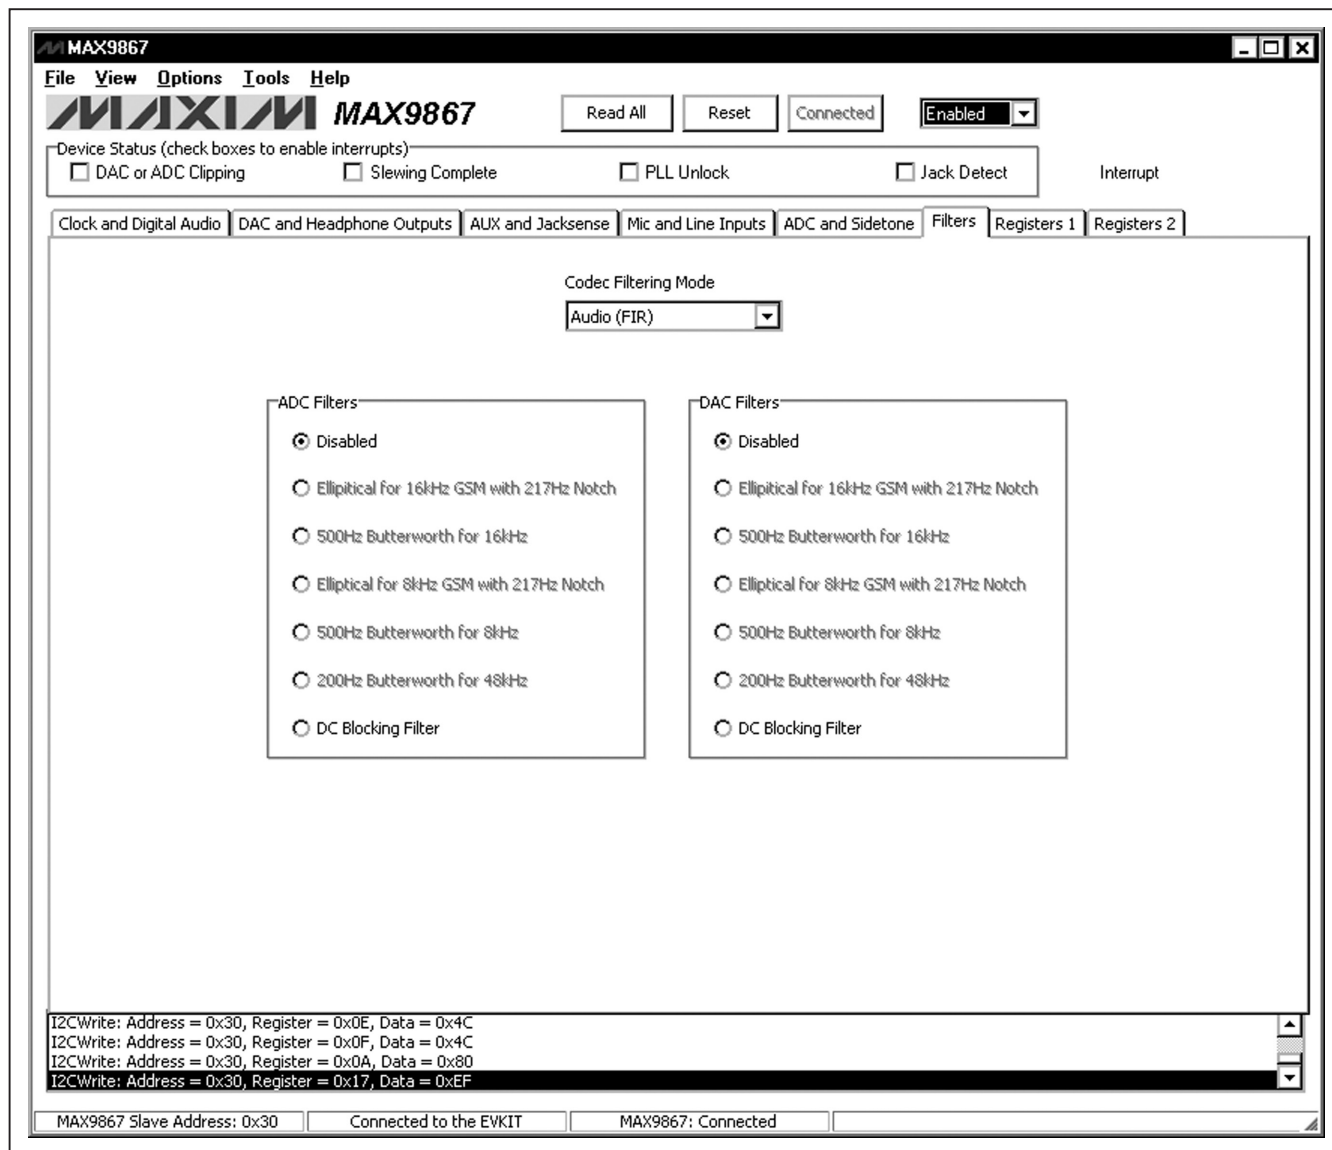 MAX9867
File View Options Tools Help
MAXIM MAX9867 Read All Reset Connected Enabled
Device Status (check boxes to enable interrupts)
DAC or ADC Clipping Slewing Complete PLL Unlock Jack Detect Interrupt
Clock and Digital Audio DAC and Headphone Outputs AUX and Jacksense Mic and Line Inputs ADC and Sidetone Filters Registers 1 Registers 2
Codec Filtering Mode
Audio (FIR)
ADC Filters
Disabled
Ellipitical for 16kHz GSM with 217Hz Notch
500Hz Butterworth for 16kHz
Elliptical for 8kHz GSM with 217Hz Notch
500Hz Butterworth for 8kHz
200Hz Butterworth for 48kHz
DC Blocking Filter
DAC Filters
Disabled
Ellipitical for 16kHz GSM with 217Hz Notch
500Hz Butterworth for 16kHz
Elliptical for 8kHz GSM with 217Hz Notch
500Hz Butterworth for 8kHz
200Hz Butterworth for 48kHz
DC Blocking Filter
I2CWrite: Address = 0x30, Register = 0x0E, Data = 0x4C
I2CWrite: Address = 0x30, Register = 0x0F, Data = 0x4C
I2CWrite: Address = 0x30, Register = 0x0A, Data = 0x80
I2CWrite: Address = 0x30, Register = 0x17, Data = 0xEF
MAX9867 Slave Address: 0x30 Connected to the EVKIT MAX9867: Connected